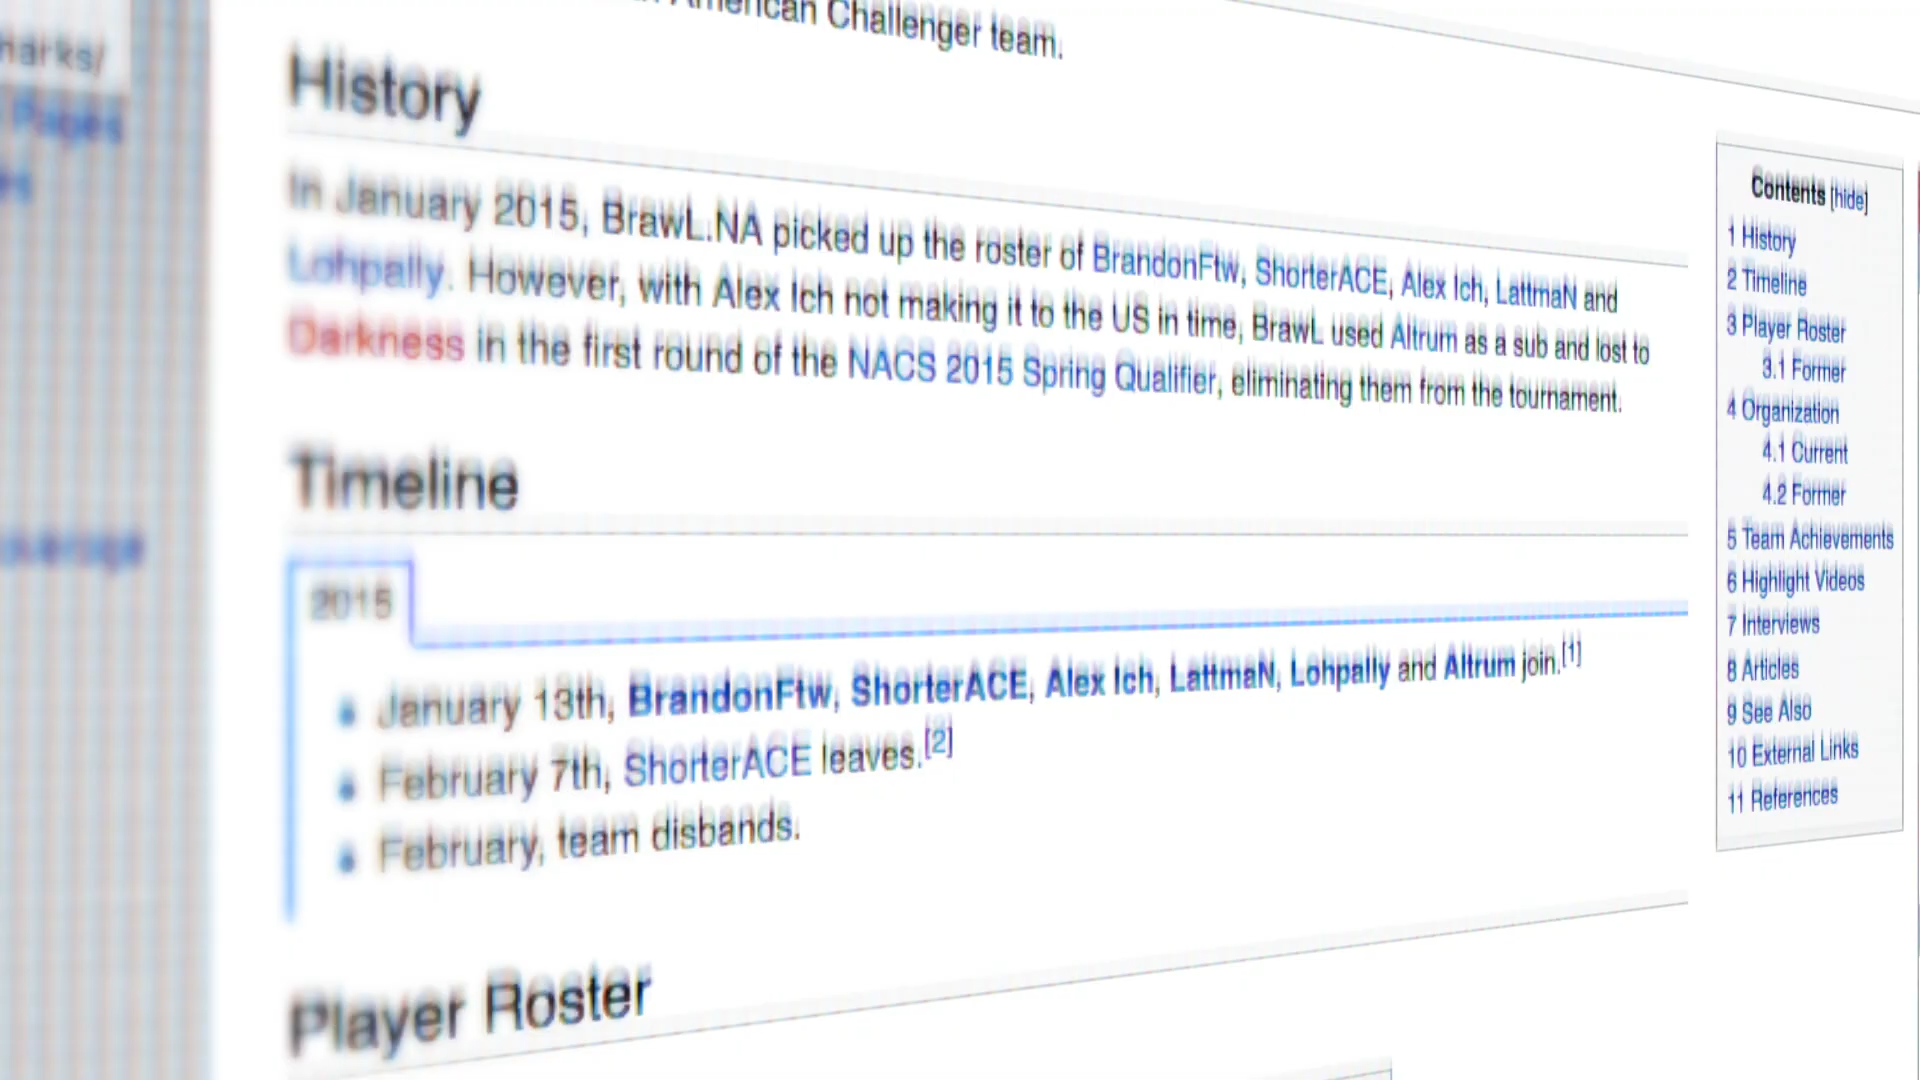 American Challenger team.
History
In January 2015, BrawL.NA picked up the roster of BrandonFtw, ShorterACE, Alex Ich, LattmaN and
Lohpally. However, with Alex Ich not making it to the US in time, BrawL used Altrum as a sub and lost to
Darkness in the first round of the NACS 2015 Spring Qualifier, eliminating them from the tournament.
Timeline
2015
January 13th, BrandonFtw, ShorterACE, Alex Ich, LattmaN, Lohpally and Altrum join.[1]
February 7th, ShorterACE leaves.[2]
February, team disbands.
Player Roster
Contents [hide]
1 History
2 Timeline
3 Player Roster
3.1 Former
4 Organization
4.1 Current
4.2 Former
5 Team Achievements
6 Highlight Videos
7 Interviews
8 Articles
9 See Also
10 External Links
11 References
Pages